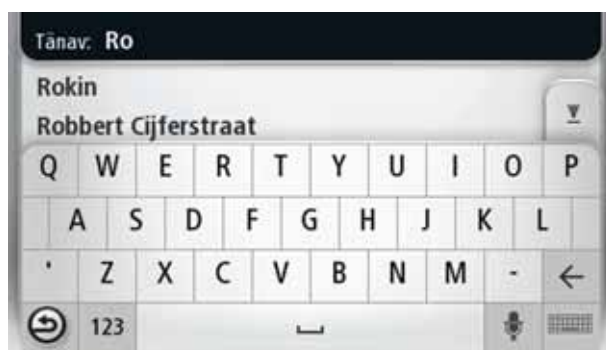 Tänav: Ro
Rokin
Robbert Cijferstraat
Q W E R T Y U I O P
A S D F G H J K L
' Z X C V B N M -
123